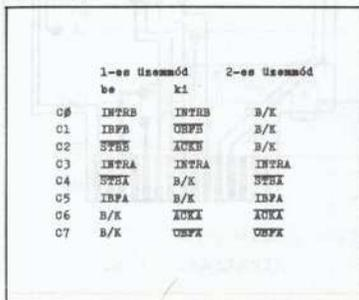 1-es üzemmód 2-es üzemmód
be ki
CØ INTRB INTRB B/K
C1 IBFB OBFB B/K
C2 STBB ACKB B/K
C3 INTRA INTRA INTRA
C4 STBA B/K STBA
C5 IBFA B/K IBFA
C6 B/K ACKA ACKA
C7 B/K OBFA OBFA